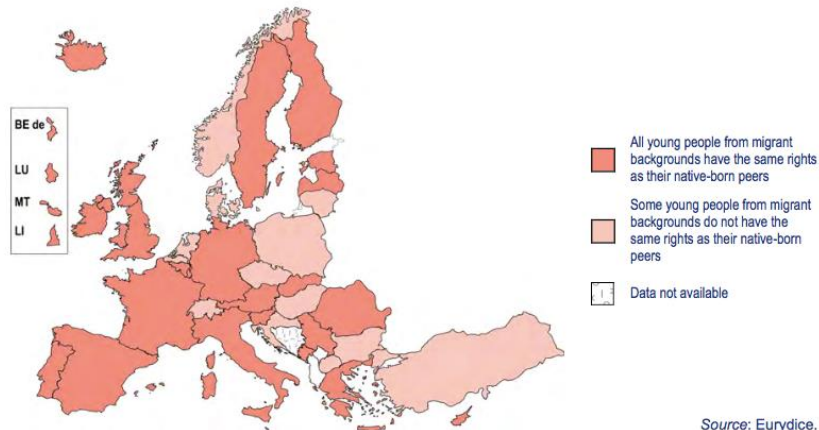 BE de
LU
MT
LI
All young people from migrant
backgrounds have the same rights
as their native-born peers
Some young people from migrant
backgrounds do not have the
same rights as their native-born
peers
Data not available
Source: Eurydice.